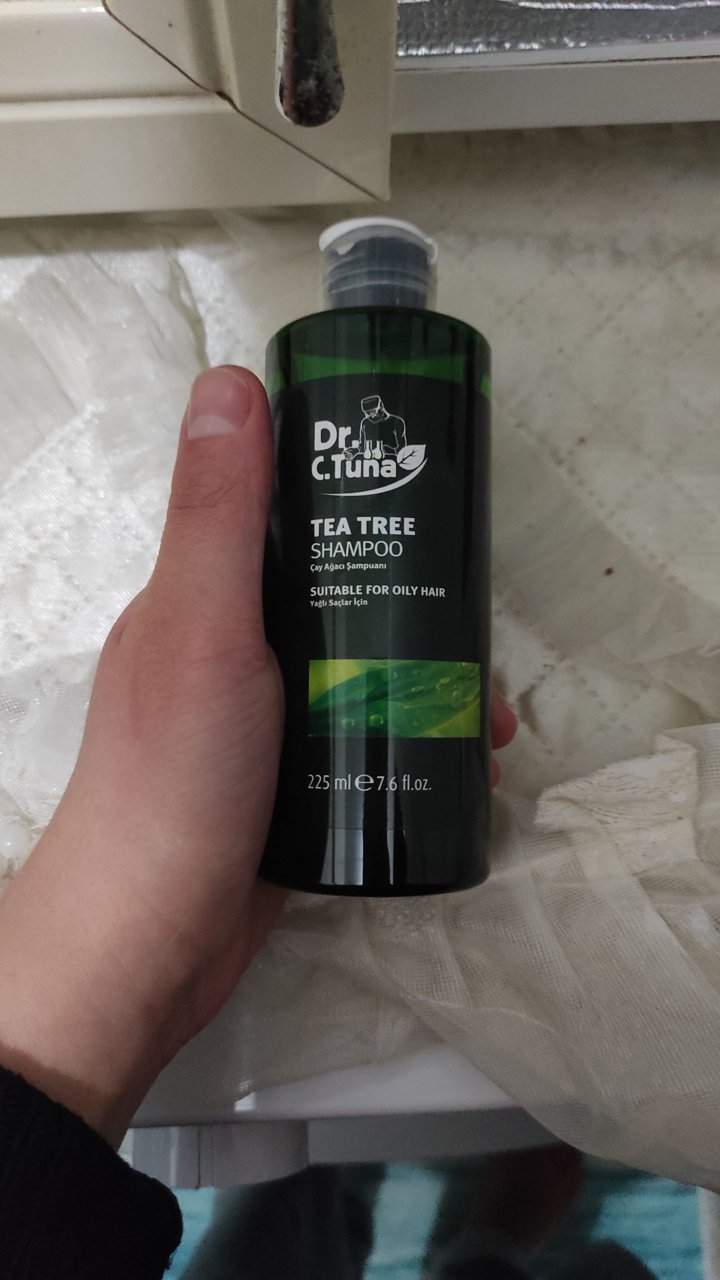 Dr.
C.Tuna
TEA TREE
SHAMPOO
Çay Ağacı Şampuanı
SUITABLE FOR OILY HAIR
Yağlı Saçlar İçin
225 ml ℮ 7.6 fl.oz.